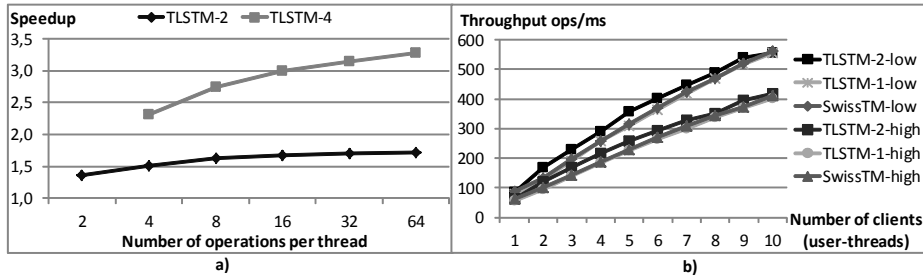 Speedup
TLSTM-2
TLSTM-4
3,5
3,0
2,5
2,0
1,5
1,0
2 4 8 16 32 64
Number of operations per thread
a)
Throughput ops/ms
600
500
400
300
200
100
0
1 2 3 4 5 6 7 8 9 10
TLSTM-2-low
TLSTM-1-low
SwissTM-low
TLSTM-2-high
TLSTM-1-high
SwissTM-high
Number of clients
(user-threads)
b)